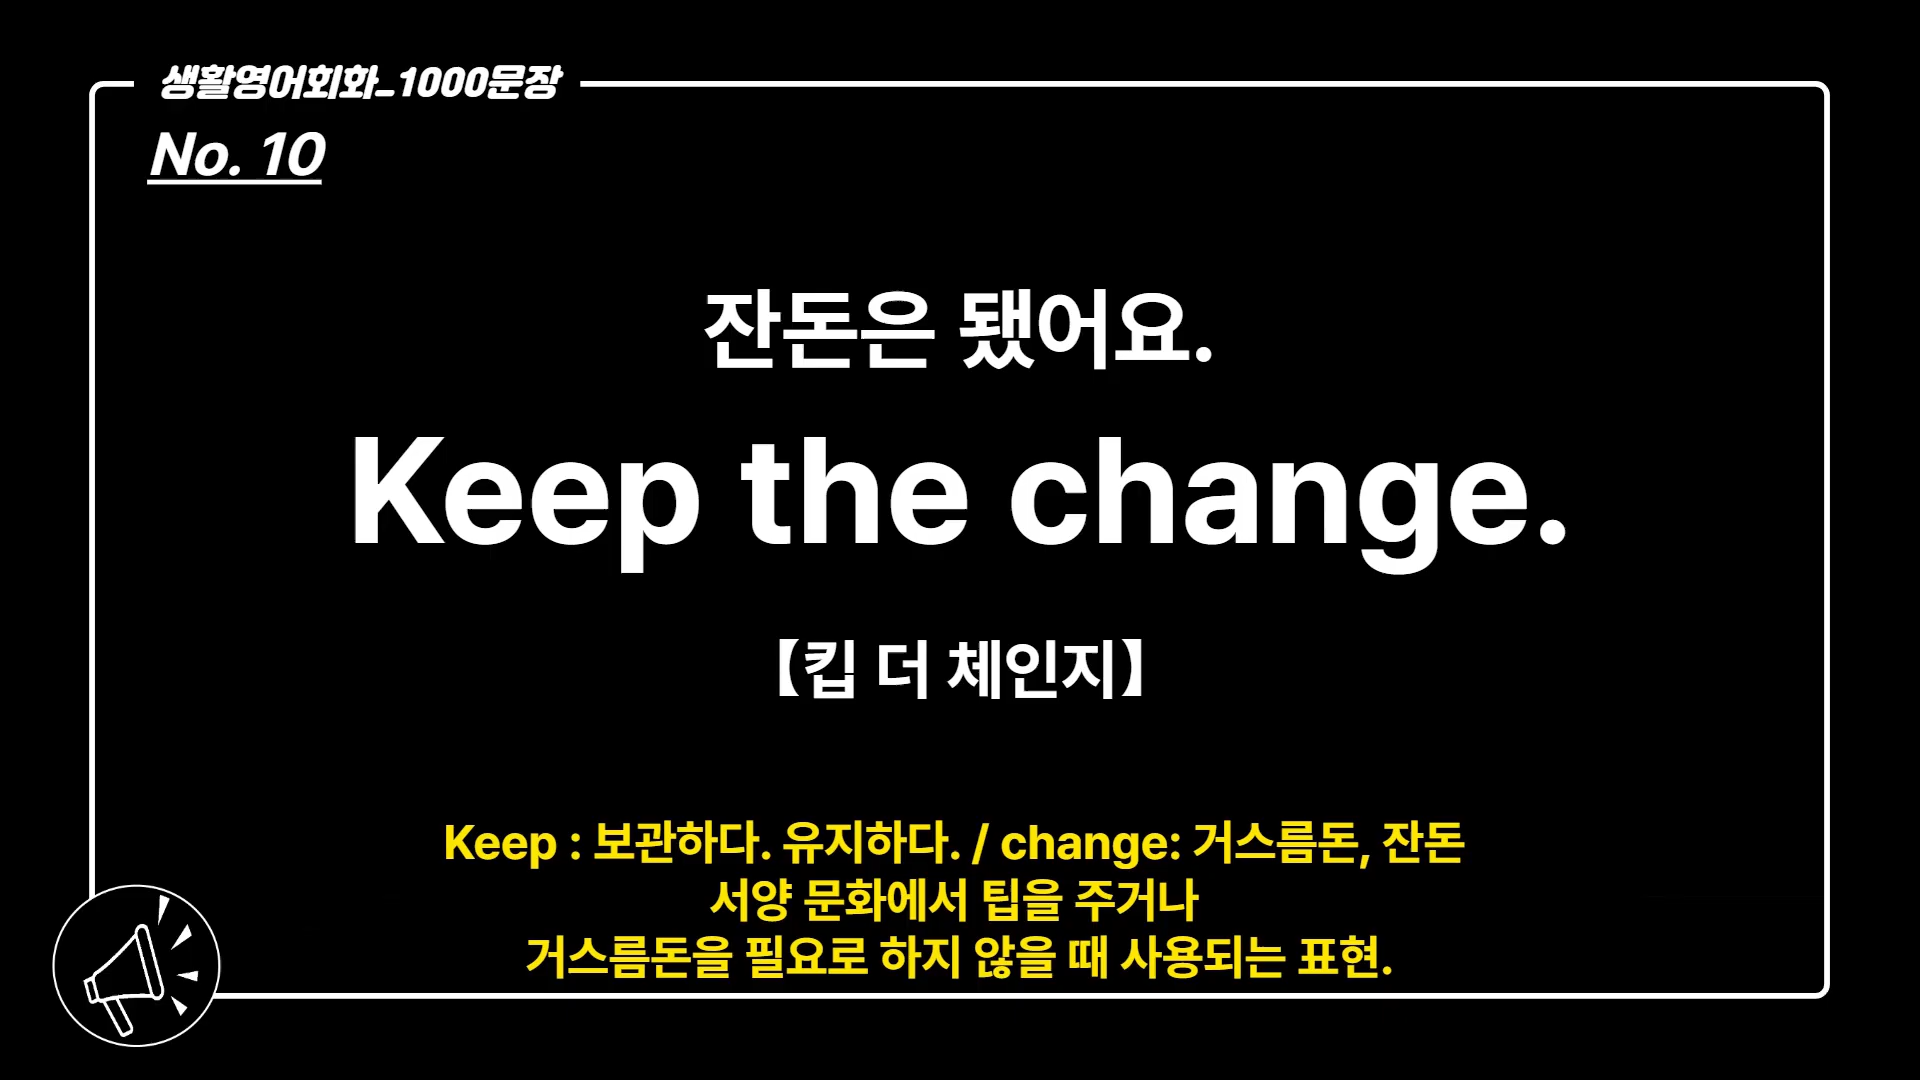 생활영어회화_1000문장
No. 10
잔돈은 됐어요.
Keep the change.
【킵 더 체인지】
Keep : 보관하다. 유지하다. / change: 거스름돈, 잔돈
서양 문화에서 팁을 주거나
거스름돈을 필요로 하지 않을 때 사용되는 표현.